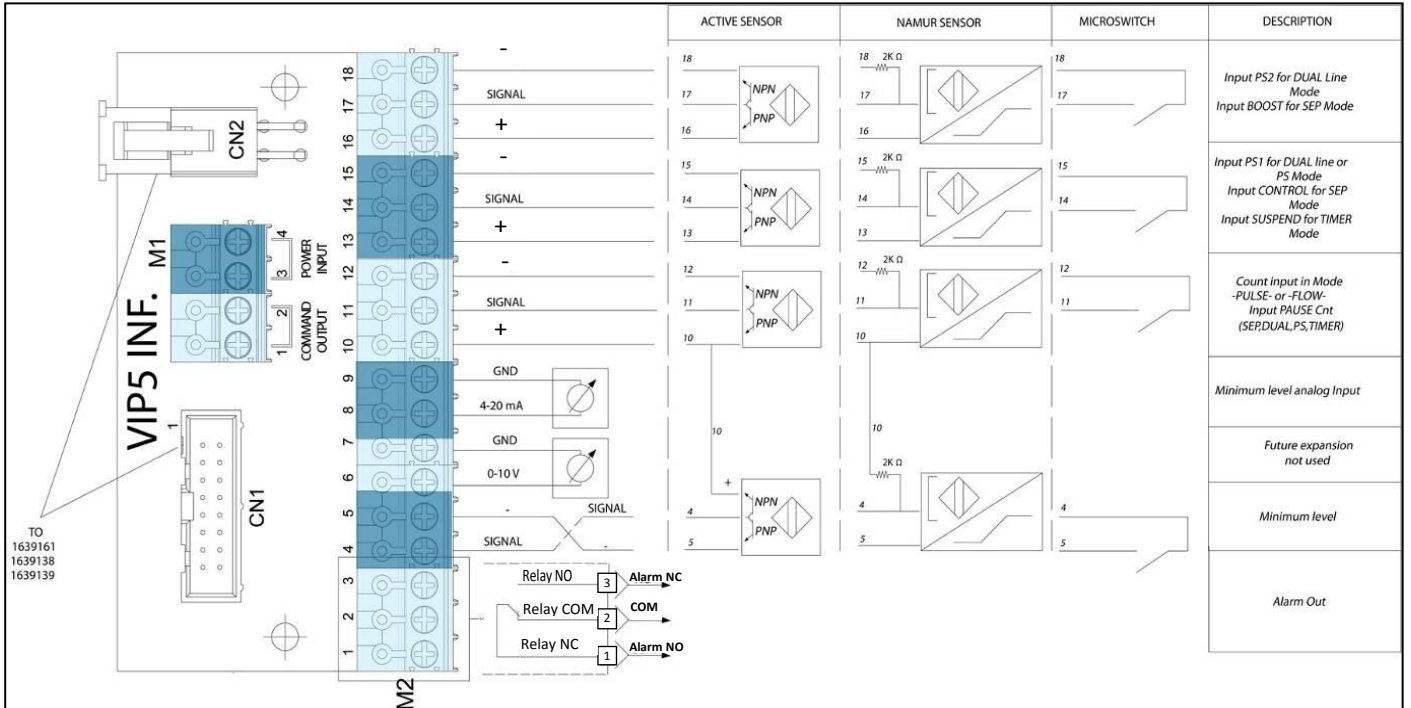 ACTIVE SENSOR
NAMUR SENSOR
MICROSWITCH
DESCRIPTION
CN2
M1
4
3
POWER
INPUT
2
1
COMMAND
OUTPUT
VIP5 INF.
1
CN1
TO
1639161
1639138
1639139
M2
18
17
16
15
14
13
12
11
10
9
8
7
6
5
4
3
2
1
-
SIGNAL
+
-
SIGNAL
+
-
SIGNAL
+
GND
4-20 mA
GND
0-10 V
-
SIGNAL
SIGNAL
-
Relay NO
3
Alarm NC
Relay COM
2
COM
Relay NC
1
Alarm NO
18
17
16
NPN
PNP
15
14
13
NPN
PNP
12
11
10
NPN
PNP
10
+
4
5
NPN
PNP
18
2K Ω
17
16
15
2K Ω
14
13
12
2K Ω
11
10
10
2K Ω
4
5
18
17
15
14
12
11
4
5
Input PS2 for DUAL Line
Mode
Input BOOST for SEP Mode
Input PS1 for DUAL line or
PS Mode
Input CONTROL for SEP
Mode
Input SUSPEND for TIMER
Mode
Count input in Mode
-PULSE- or -FLOW-
Input PAUSE Cnt
(SEP,DUAL,PS,TIMER)
Minimum level analog Input
Future expansion
not used
Minimum level
Alarm Out